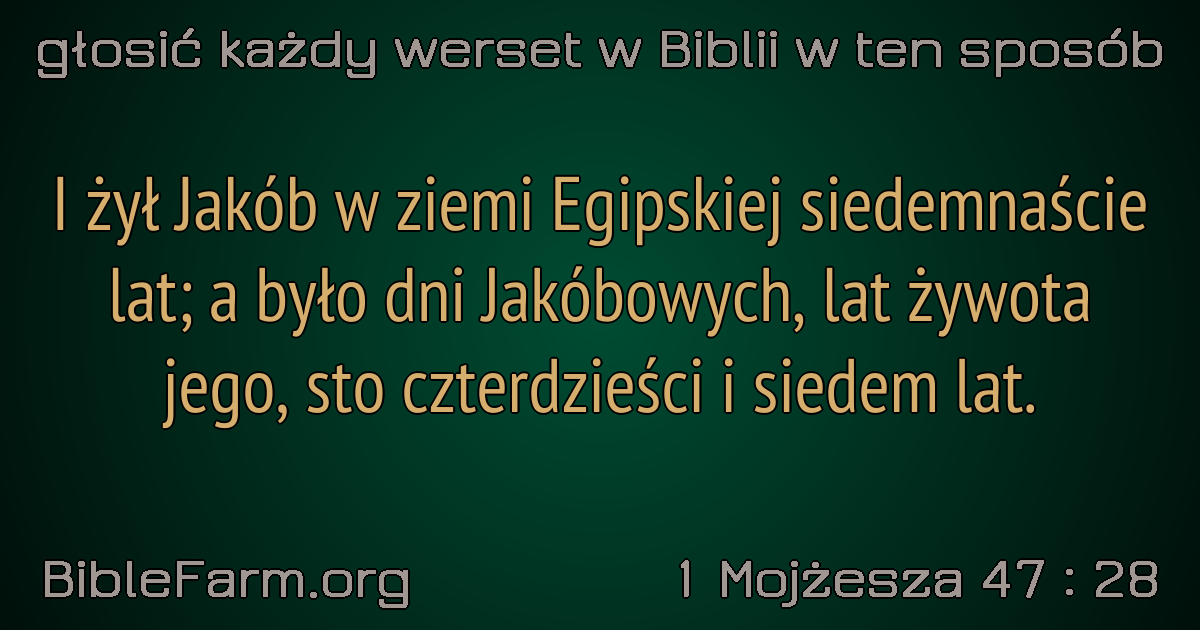 głosić każdy werset w Biblii w ten sposób
I żył Jakób w ziemi Egipskiej siedemnaście
lat; a było dni Jakóbowych, lat żywota
jego, sto czterdzieści i siedem lat.
BibleFarm.org
1 Mojżesza 47 : 28